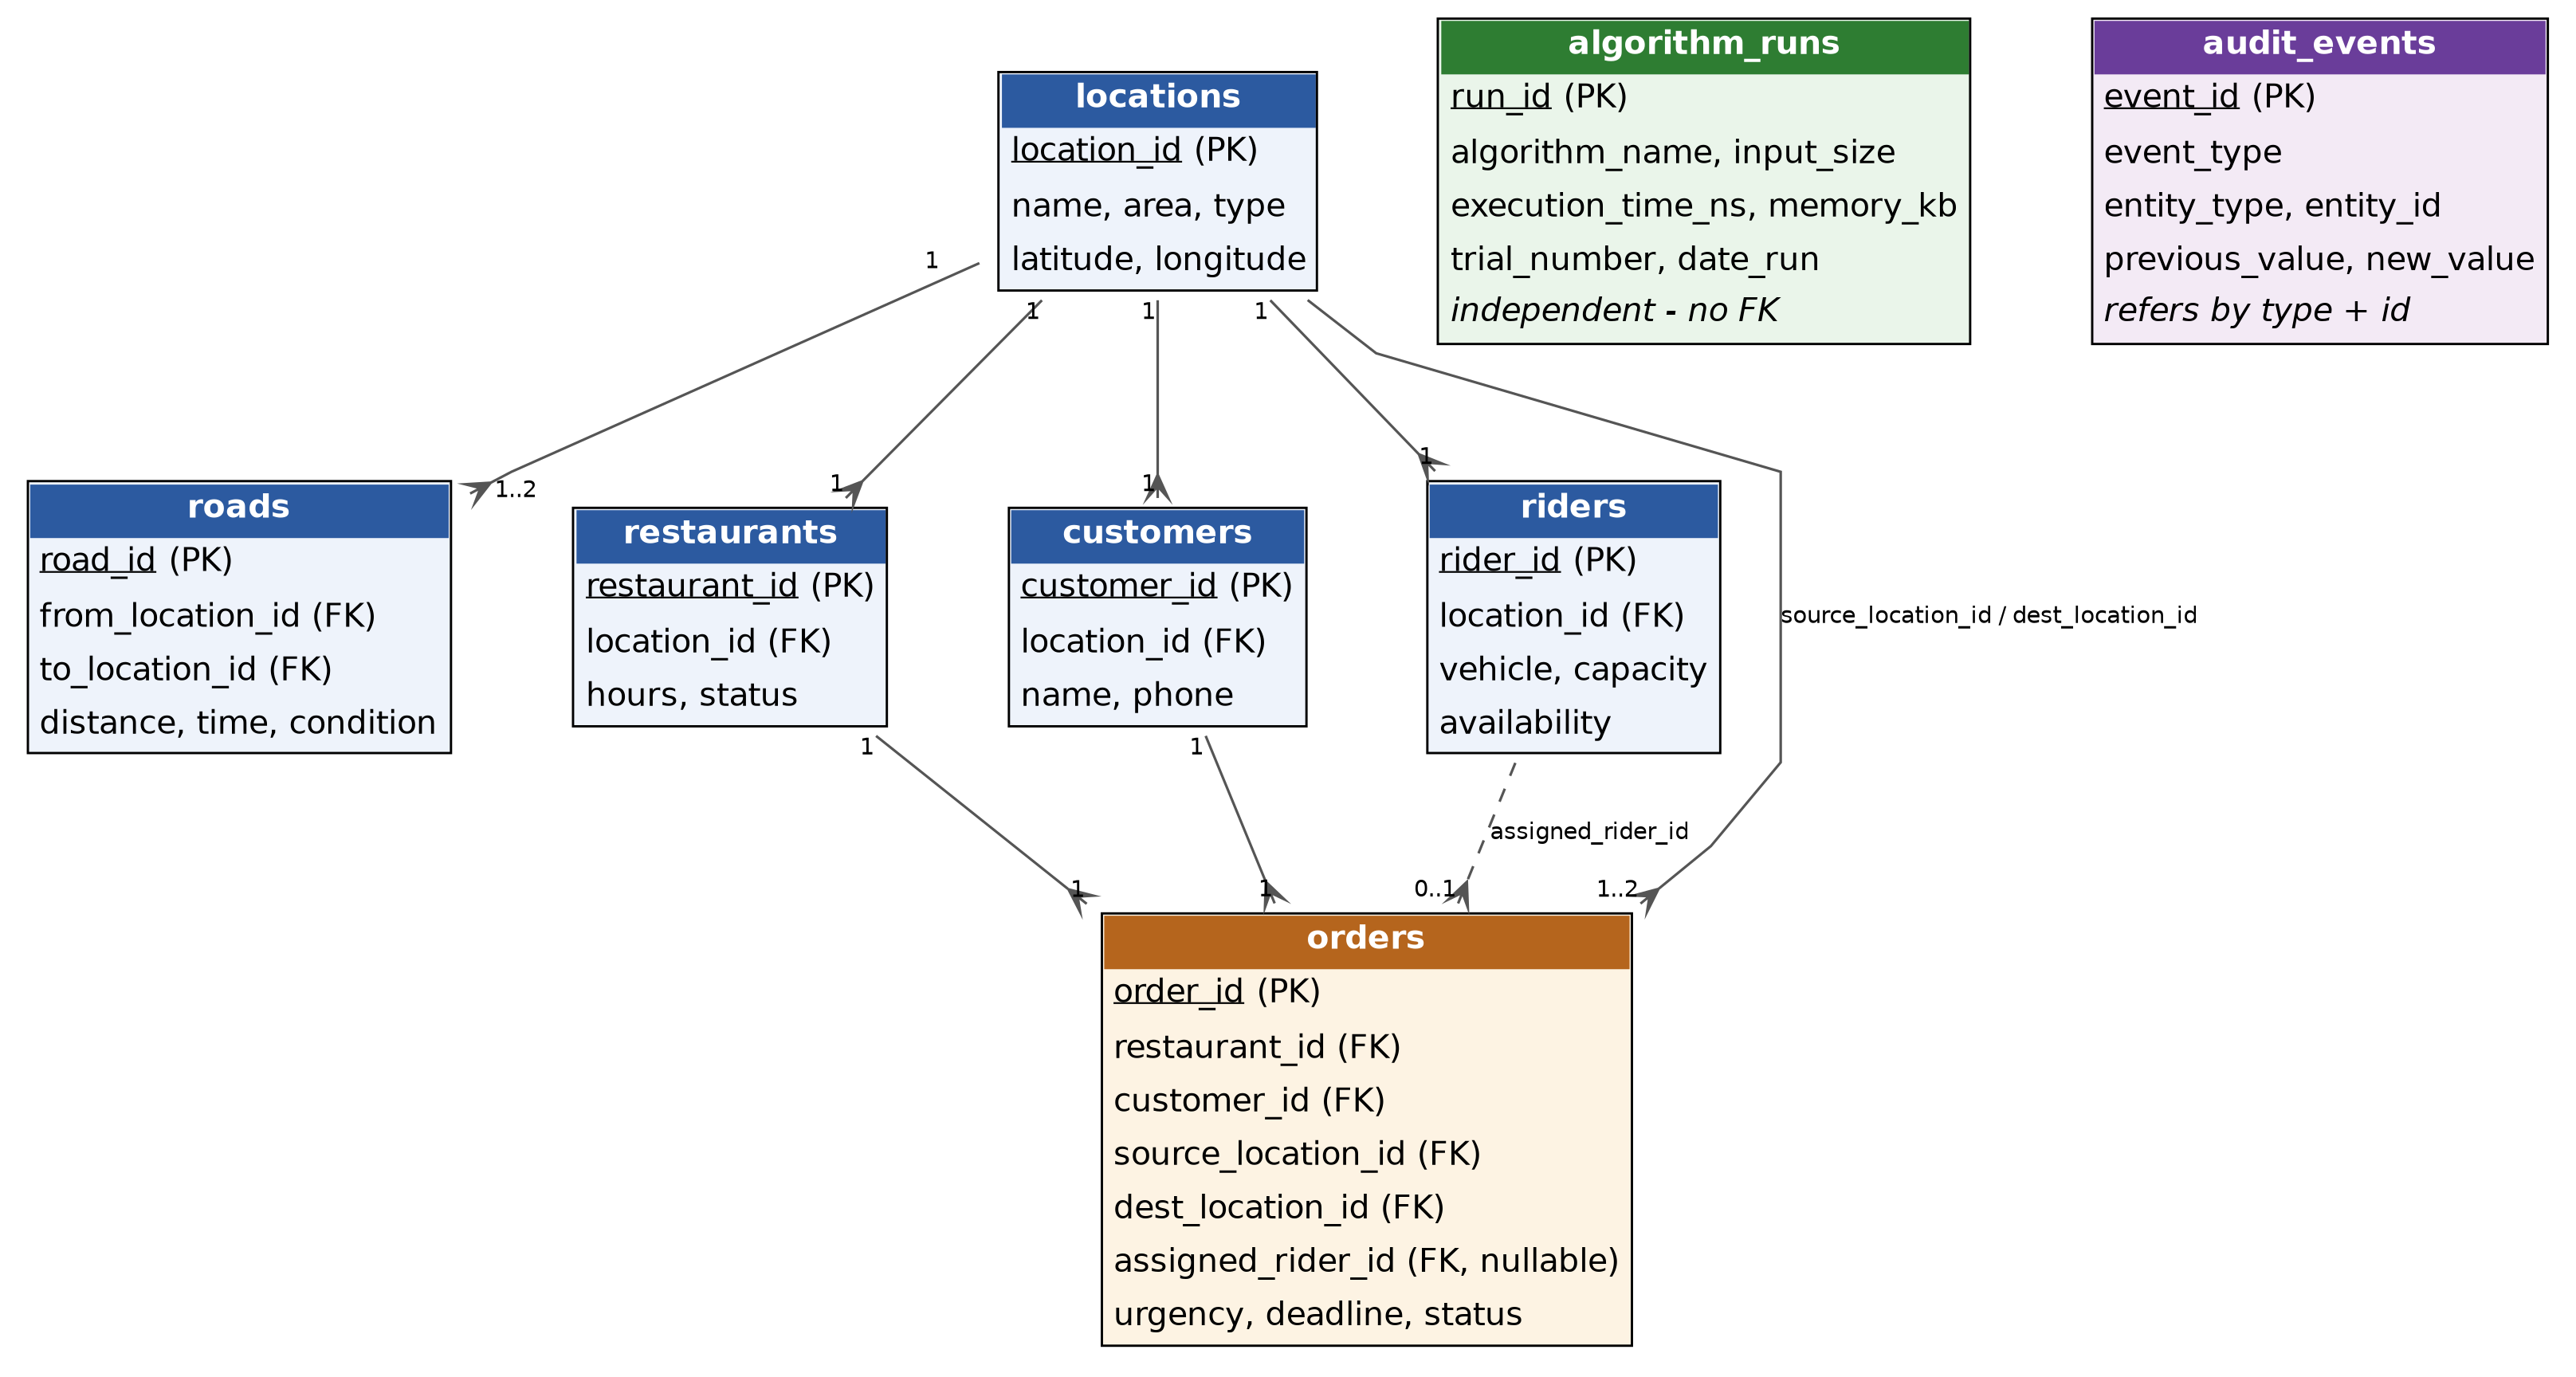 algorithm_runs
run_id (PK)
algorithm_name, input_size
execution_time_ns, memory_kb
trial_number, date_run
independent - no FK
audit_events
event_id (PK)
event_type
entity_type, entity_id
previous_value, new_value
refers by type + id
locations
location_id (PK)
name, area, type
latitude, longitude
1
1
1
1
1..2
1
1
1
roads
road_id (PK)
from_location_id (FK)
to_location_id (FK)
distance, time, condition
restaurants
restaurant_id (PK)
location_id (FK)
hours, status
customers
customer_id (PK)
location_id (FK)
name, phone
riders
rider_id (PK)
location_id (FK)
vehicle, capacity
availability
source_location_id / dest_location_id
1
1
assigned_rider_id
1
1
0..1
1..2
orders
order_id (PK)
restaurant_id (FK)
customer_id (FK)
source_location_id (FK)
dest_location_id (FK)
assigned_rider_id (FK, nullable)
urgency, deadline, status